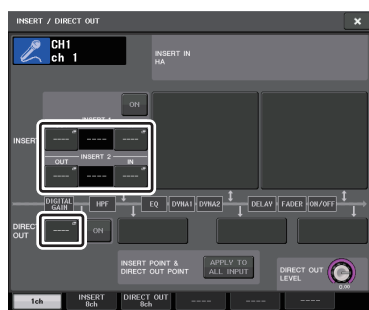 INSERT / DIRECT OUT
CH1
ch 1
INSERT IN
HA
ON
INSERT 1
INSERT
---- ---- ----
OUT INSERT 2 IN
---- ---- ----
DIGITAL GAIN HPF EQ DYNA1 DYNA2 DELAY FADER ON/OFF
DIRECT OUT
---- ON
INSERT POINT &
DIRECT OUT POINT
APPLY TO
ALL INPUT
DIRECT OUT
LEVEL
0.00
1ch
INSERT
8ch
DIRECT OUT
8ch
---- ---- ----